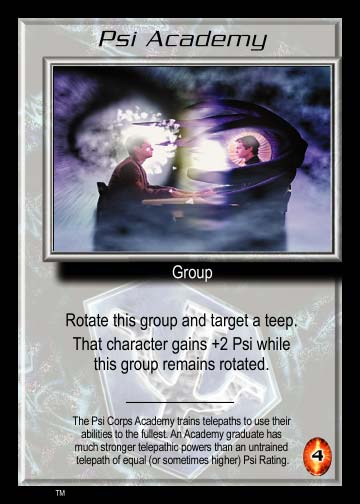 Psi Academy
Group
Rotate this group and target a teep.
That character gains +2 Psi while
this group remains rotated.
The Psi Corps Academy trains telepaths to use their
abilities to the fullest. An Academy graduate has
much stronger telepathic powers than an untrained
telepath of equal (or sometimes higher) Psi Rating.
4
TM